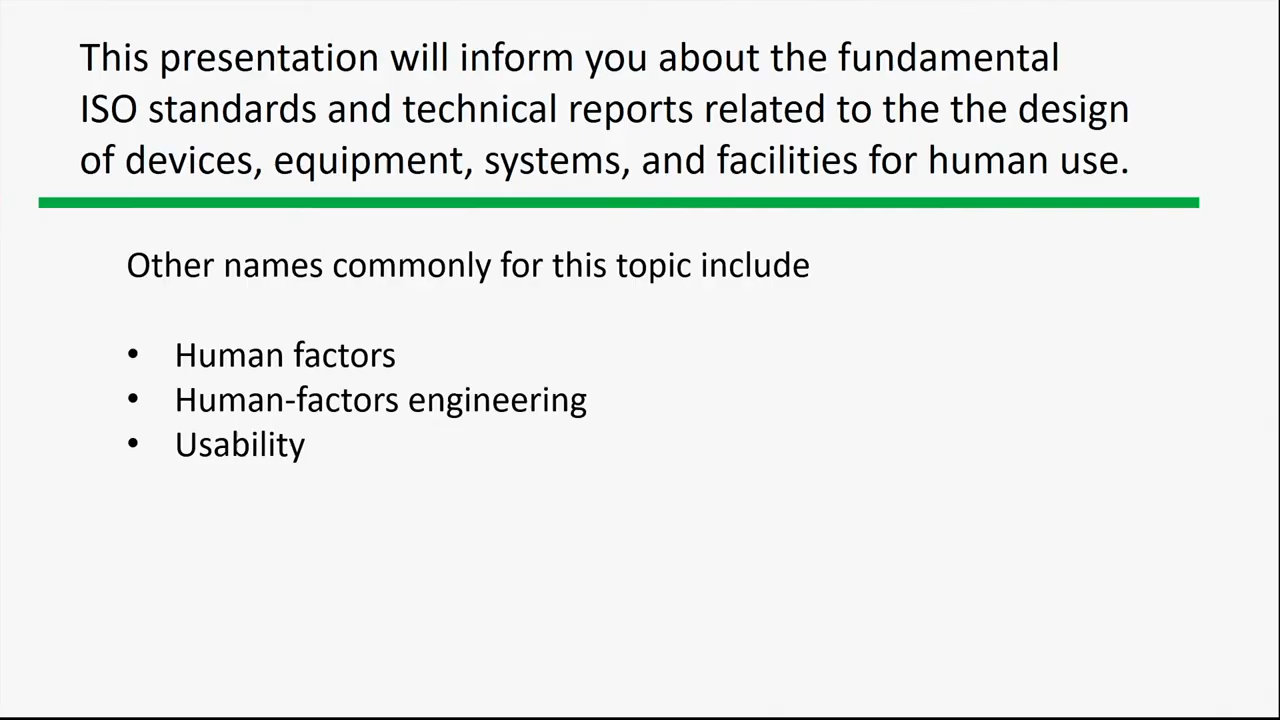 This presentation will inform you about the fundamental
ISO standards and technical reports related to the the design
of devices, equipment, systems, and facilities for human use.
Other names commonly for this topic include
• Human factors
• Human-factors engineering
• Usability